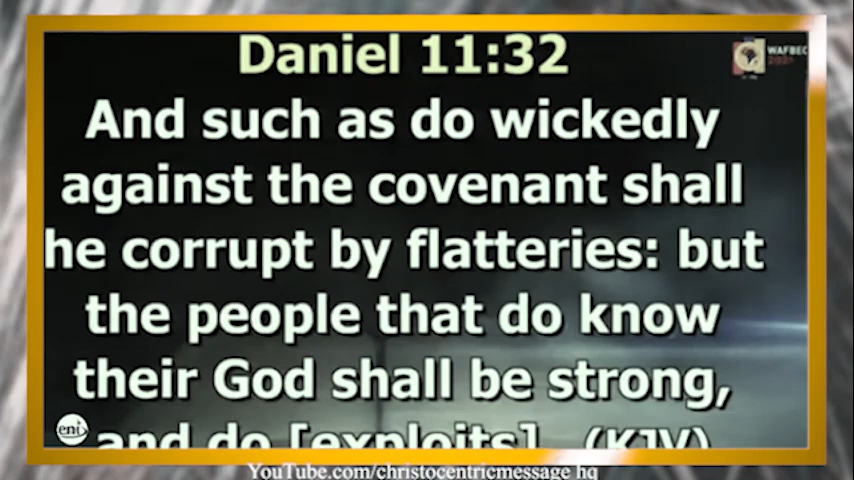 Daniel 11:32
WAFBEC
And such as do wickedly
against the covenant shall
he corrupt by flatteries: but
the people that do know
their God shall be strong,
and do [exploits]. (KJV)
eni
YouTube.com/christocentricmessage hq